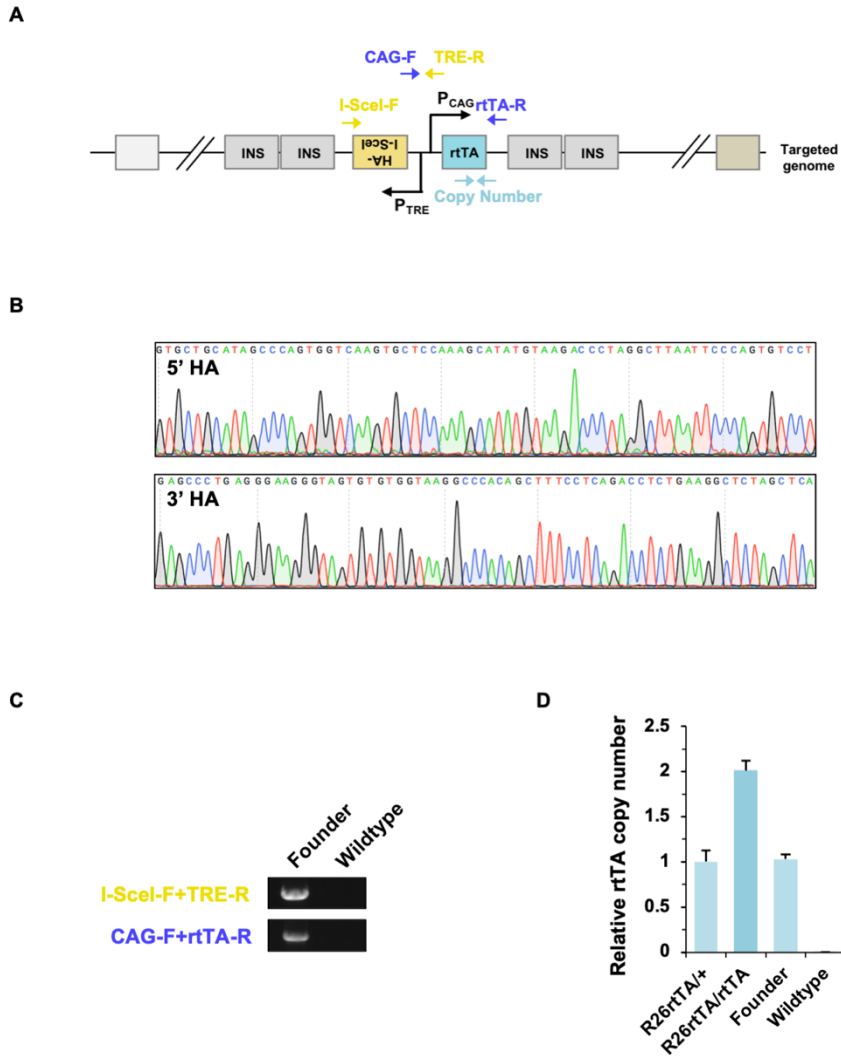 A
CAG-F TRE-R
I-SceI-F PCAG rtTA-R
INS INS HA-I-SceI rtTA INS INS Targeted genome
Copy Number
PTRE
B
GTGCTGCATAGCCCAGTGGTCAAGTGCTCCAAAGCATATGTAAGACCCTAGGCTTAATTCCCAGTGTCCT
5' HA
GAGCCCTGAGGGAAGGGTAGTGTGTGGTAAGGCCCACAGCTTTCCTCAGACCTCTGAAGGCTCTAGCTCA
3' HA
C
Founder Wildtype
I-SceI-F+TRE-R
CAG-F+rtTA-R
D
Relative rtTA copy number
2.5
2
1.5
1
0.5
0
R26rtTA/+ R26rtTA/rtTA Founder Wildtype